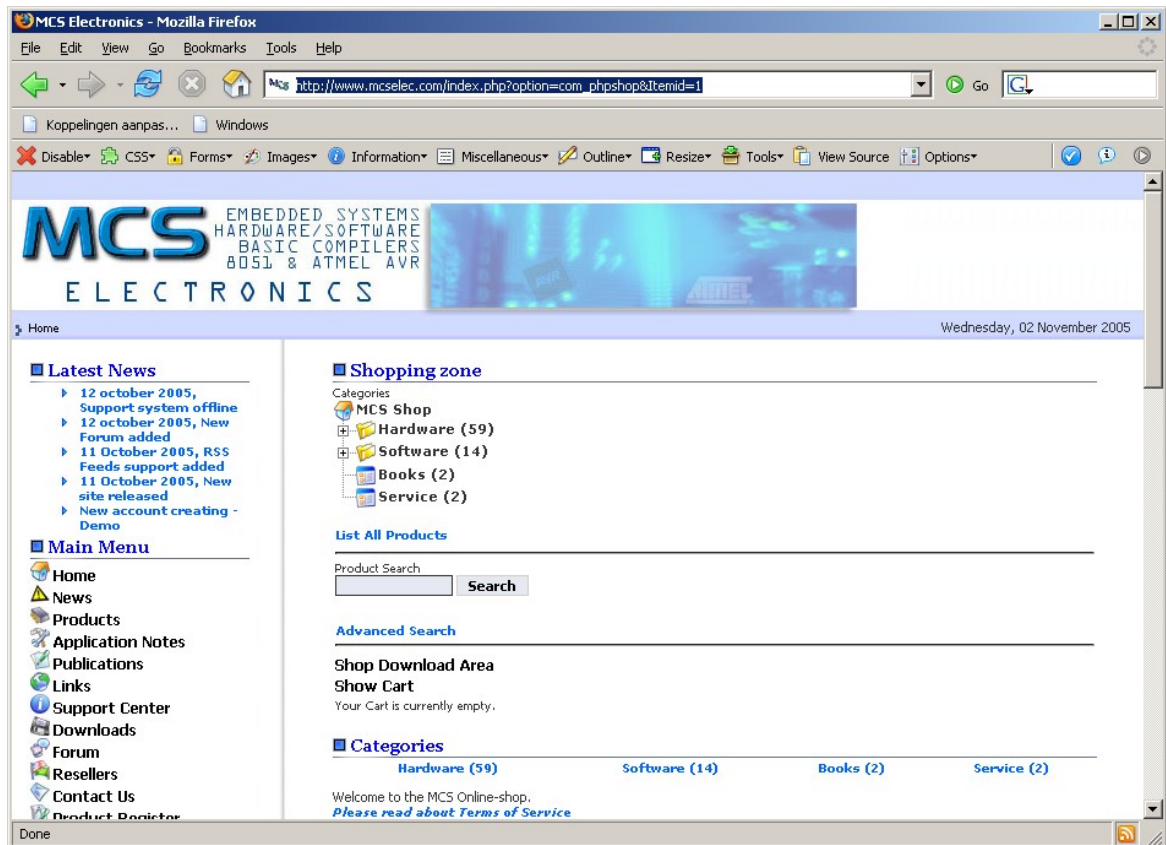 MCS Electronics - Mozilla Firefox
File Edit View Go Bookmarks Tools Help
MCS http://www.mcselec.com/index.php?option=com_phpshop&Itemid=1 Go G
Koppelingen aanpas... Windows
Disable CSS Forms Images Information Miscellaneous Outline Resize Tools View Source Options
MCS
EMBEDDED SYSTEMS
HARDWARE/SOFTWARE
BASIC COMPILERS
8051 & ATMEL AVR
ELECTRONICS
AVR
ATMEL
Home
Wednesday, 02 November 2005
Latest News
12 october 2005,
Support system offline
12 october 2005, New
Forum added
11 October 2005, RSS
Feeds support added
11 October 2005, New
site released
New account creating -
Demo
Main Menu
Home
News
Products
Application Notes
Publications
Links
Support Center
Downloads
Forum
Resellers
Contact Us
Product Register
Shopping zone
Categories
MCS Shop
Hardware (59)
Software (14)
Books (2)
Service (2)
List All Products
Product Search
Search
Advanced Search
Shop Download Area
Show Cart
Your Cart is currently empty.
Categories
Hardware (59) Software (14) Books (2) Service (2)
Welcome to the MCS Online-shop.
Please read about Terms of Service
Done